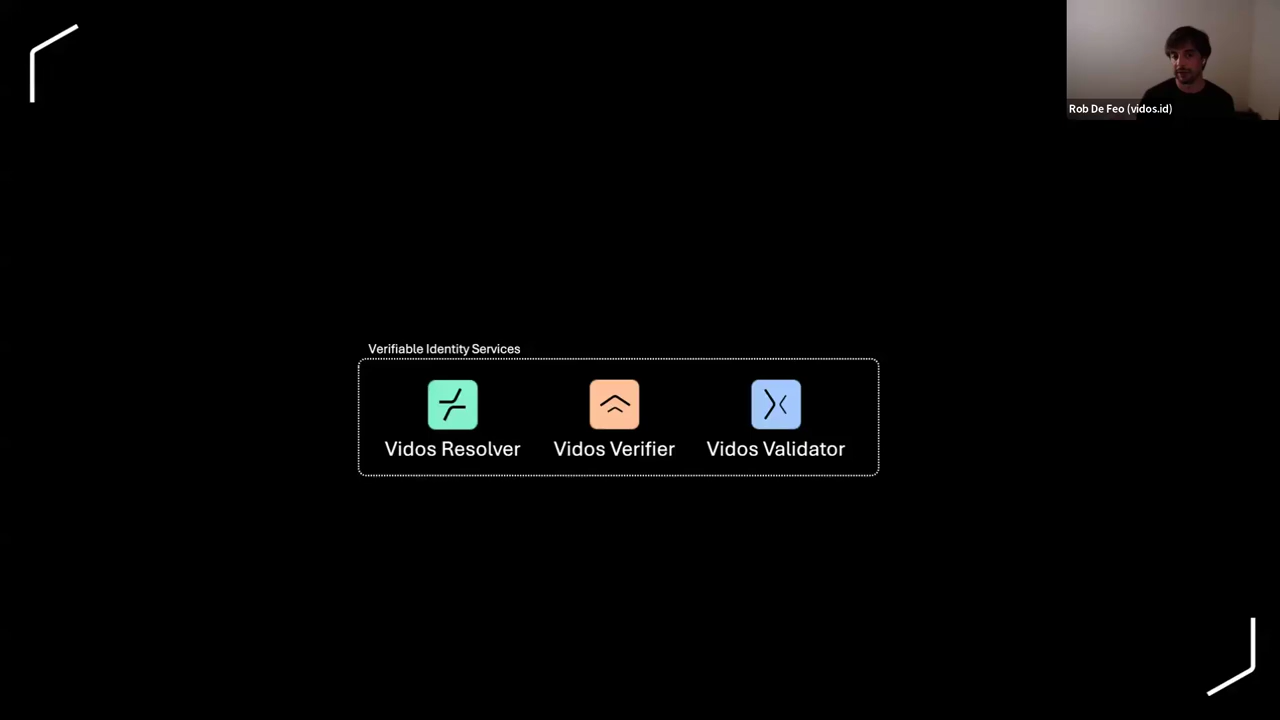 Rob De Feo (vidos.id)
Verifiable Identity Services
Vidos Resolver
Vidos Verifier
Vidos Validator